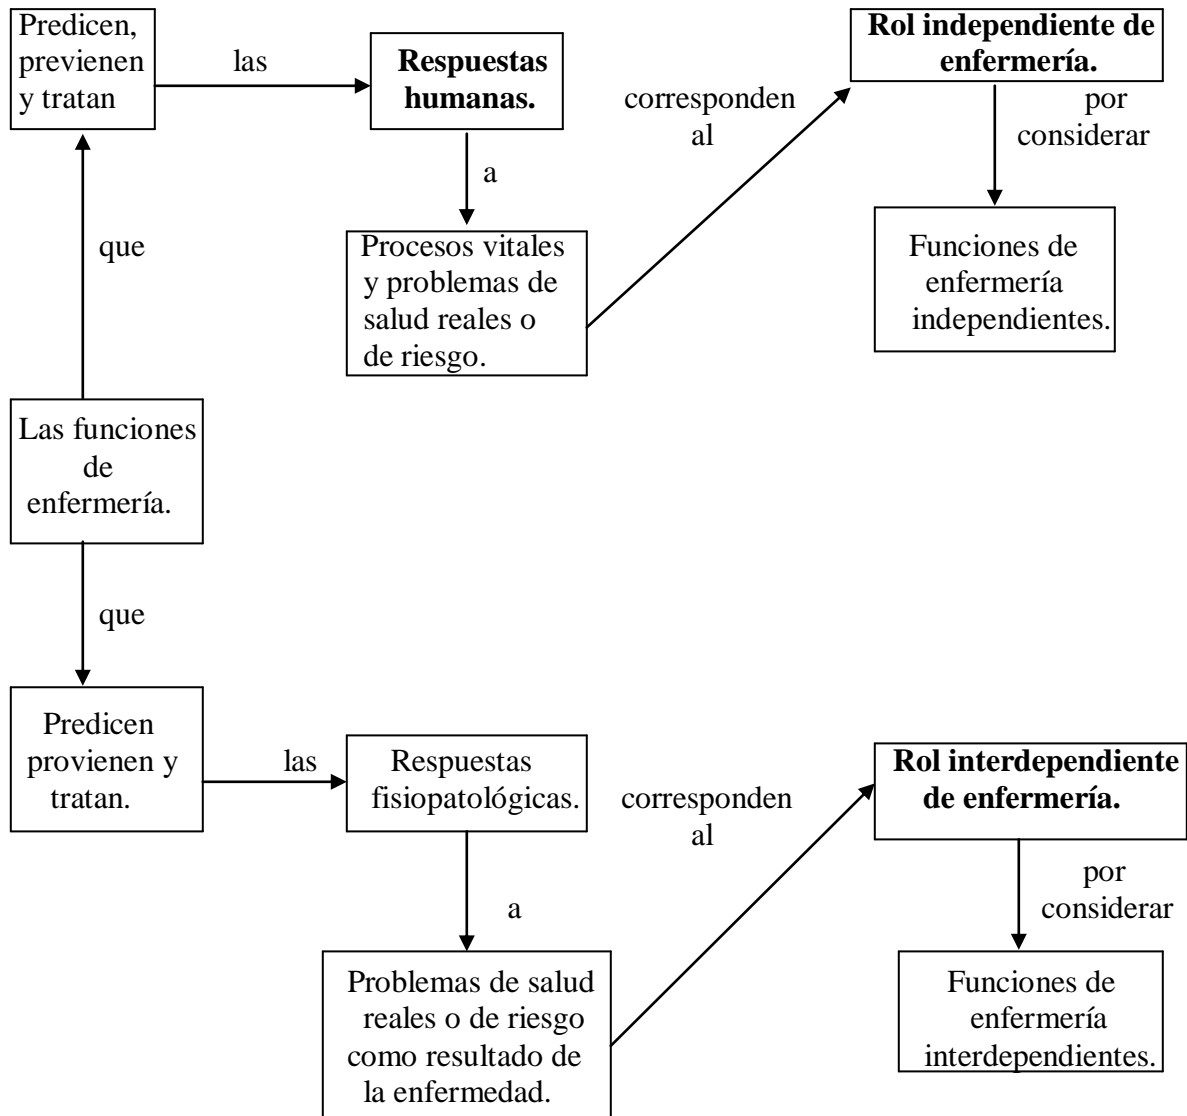 Predicen,
previenen
y tratan
las
Respuestas
humanas.
a
Procesos vitales
y problemas de
salud reales o
de riesgo.
corresponden
al
Rol independiente de
enfermería.
por
considerar
Funciones de
enfermería
independientes.
que
Las funciones
de
enfermería.
que
Predicen
provienen y
tratan.
las
Respuestas
fisiopatológicas.
a
Problemas de salud
reales o de riesgo
como resultado de
la enfermedad.
corresponden
al
Rol interdependiente
de enfermería.
por
considerar
Funciones de
enfermería
interdependientes.